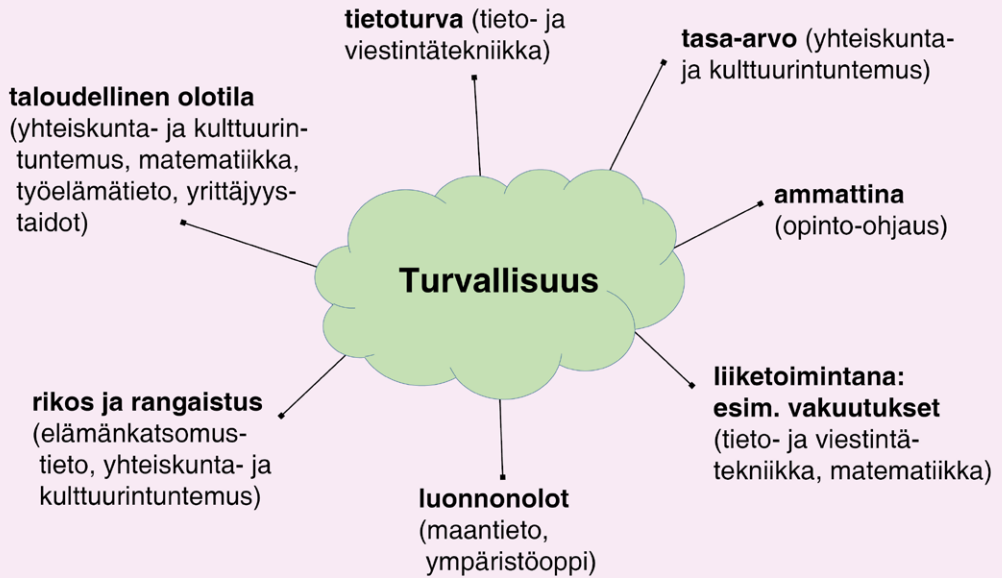 tietoturva (tieto- ja
viestintätekniikka)
tasa-arvo (yhteiskunta-
ja kulttuurintuntemus)
taloudellinen olotila
(yhteiskunta- ja kulttuurin-
tuntemus, matematiikka,
työelämätieto, yrittäjyys-
taidot)
ammattina
(opinto-ohjaus)
Turvallisuus
liiketoimintana:
esim. vakuutukset
(tieto- ja viestintä-
tekniikka, matematiikka)
rikos ja rangaistus
(elämänkatsomus-
tieto, yhteiskunta- ja
kulttuurintuntemus)
luonnonolot
(maantieto,
ympäristöoppi)